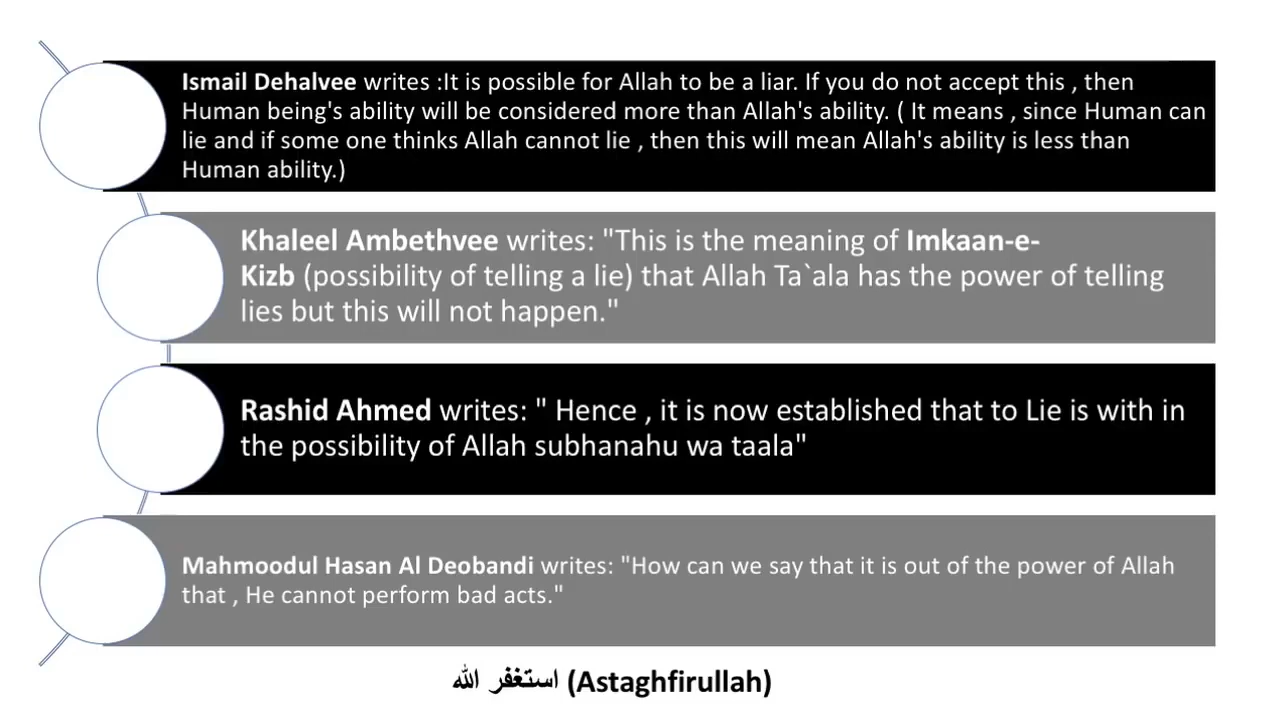 Ismail Dehalvee writes :It is possible for Allah to be a liar. If you do not accept this , then
Human being's ability will be considered more than Allah's ability. ( It means , since Human can
lie and if some one thinks Allah cannot lie , then this will mean Allah's ability is less than
Human ability.)
Khaleel Ambethvee writes: "This is the meaning of Imkaan-e-
Kizb (possibility of telling a lie) that Allah Ta`ala has the power of telling
lies but this will not happen."
Rashid Ahmed writes: " Hence , it is now established that to Lie is with in
the possibility of Allah subhanahu wa taala"
Mahmoodul Hasan Al Deobandi writes: "How can we say that it is out of the power of Allah
that , He cannot perform bad acts."
استغفر الله (Astaghfirullah)